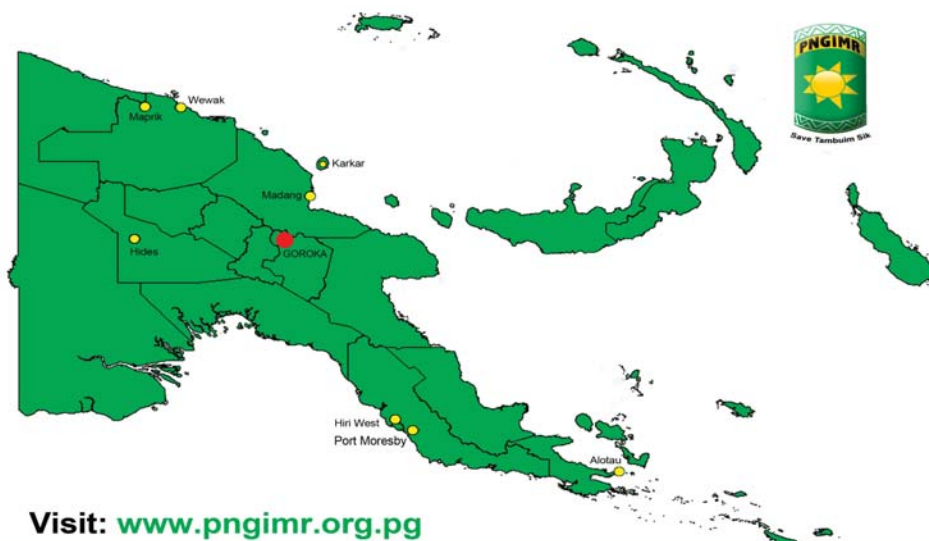 PNGIMR
Save Tambuim Sik
Wewak
Maprik
Karkar
Madang
GOROKA
Hides
Hiri West
Port Moresby
Alotau
Visit: www.pngimr.org.pg